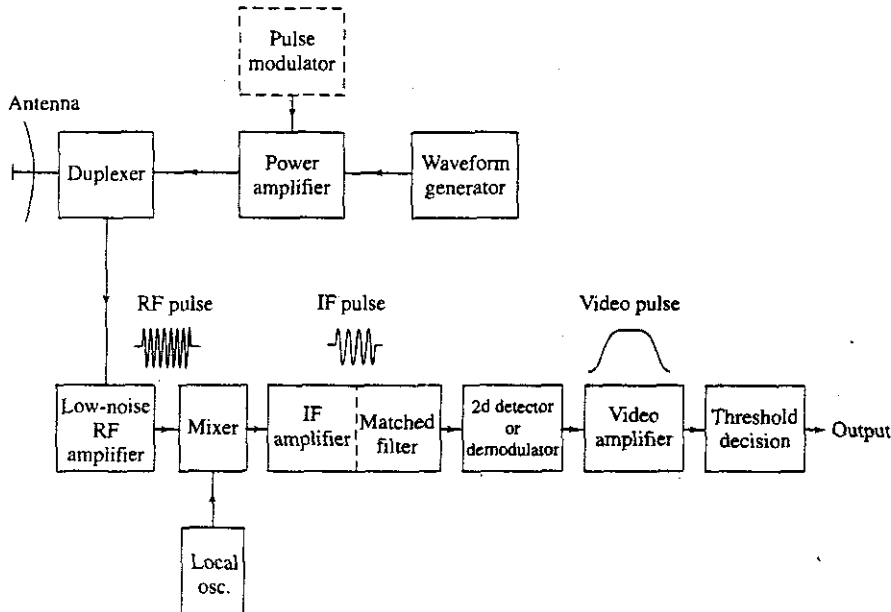 Pulse
modulator
Antenna
Duplexer
Power
amplifier
Waveform
generator
RF pulse
IF pulse
Video pulse
Low-noise
RF
amplifier
Mixer
IF
amplifier
Matched
filter
2d detector
or
demodulator
Video
amplifier
Threshold
decision
Output
Local
osc.